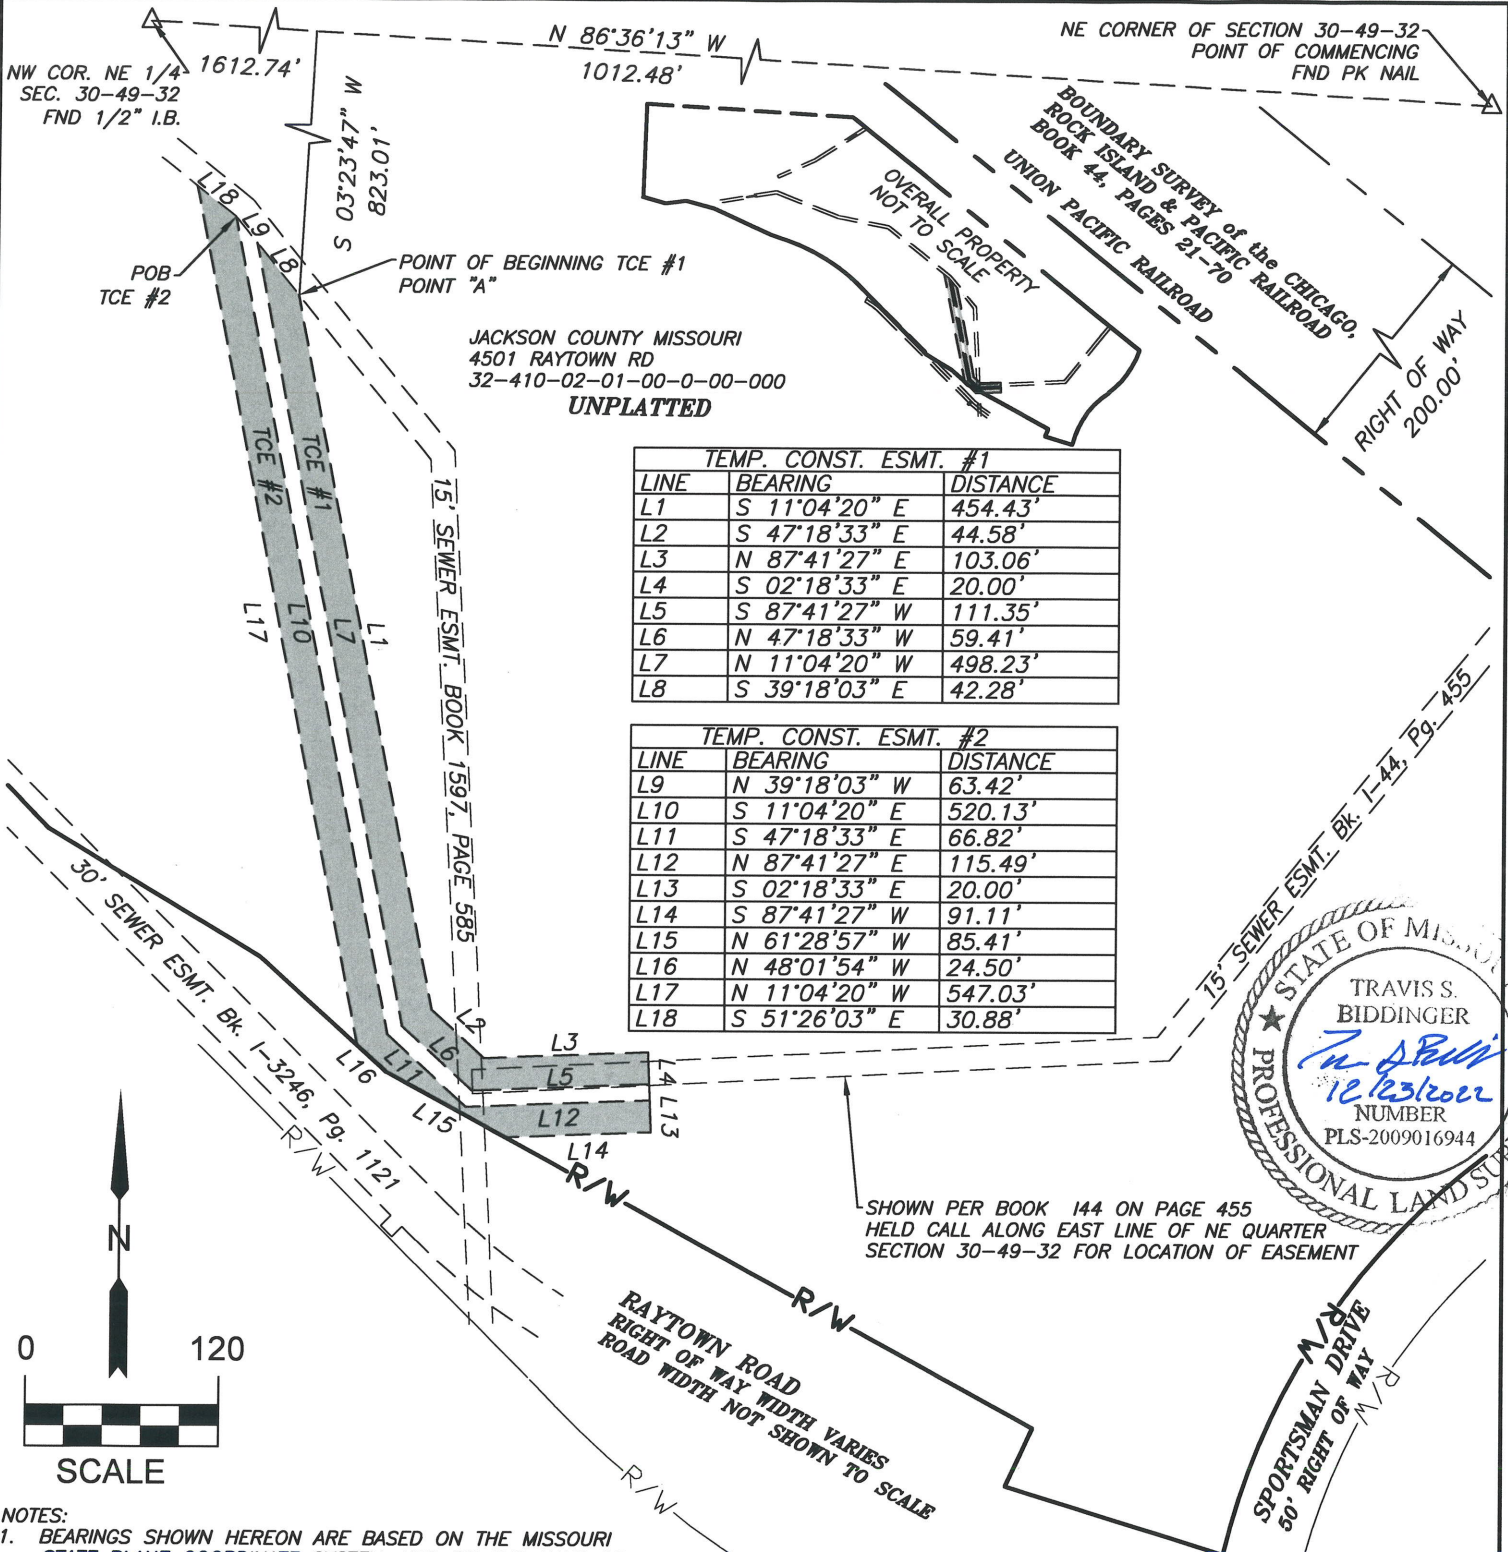 NE CORNER OF SECTION 30-49-32
POINT OF COMMENCING
FND PK NAIL
N 86°36'13" W
1612.74'
1012.48'
NW COR. NE 1/4
SEC. 30-49-32
FND 1/2" I.B.
S 03°23'47" W
823.01'
BOUNDARY SURVEY of the CHICAGO,
ROCK ISLAND & PACIFIC RAILROAD
BOOK 44, PAGES 21-70
UNION PACIFIC RAILROAD
RIGHT OF WAY
200.00'
OVERALL PROPERTY
NOT TO SCALE
L18
L9
L8
POB
TCE #2
POINT OF BEGINNING TCE #1
POINT "A"
JACKSON COUNTY MISSOURI
4501 RAYTOWN RD
32-410-02-01-00-0-00-000
UNPLATTED
TCE #2
TCE #1
L17
L10
L7
L1
15' SEWER ESMT. BOOK 1597, PAGE 585
TEMP. CONST. ESMT. #1
LINE BEARING DISTANCE
L1 S 11°04'20" E 454.43'
L2 S 47°18'33" E 44.58'
L3 N 87°41'27" E 103.06'
L4 S 02°18'33" E 20.00'
L5 S 87°41'27" W 111.35'
L6 N 47°18'33" W 59.41'
L7 N 11°04'20" W 498.23'
L8 S 39°18'03" E 42.28'
TEMP. CONST. ESMT. #2
LINE BEARING DISTANCE
L9 N 39°18'03" W 63.42'
L10 S 11°04'20" E 520.13'
L11 S 47°18'33" E 66.82'
L12 N 87°41'27" E 115.49'
L13 S 02°18'33" E 20.00'
L14 S 87°41'27" W 91.11'
L15 N 61°28'57" W 85.41'
L16 N 48°01'54" W 24.50'
L17 N 11°04'20" W 547.03'
L18 S 51°26'03" E 30.88'
15' SEWER ESMT. Bk. I-44, Pg. 455
30' SEWER ESMT. Bk. I-3246, Pg. 1121
L2
L3
L6
L5
L4
L16
L11
L15
L12
L13
L14
STATE OF MISSOU
TRAVIS S.
BIDDINGER
12/23/2022
NUMBER
PLS-2009016944
PROFESSIONAL LAND SU
SHOWN PER BOOK I44 ON PAGE 455
HELD CALL ALONG EAST LINE OF NE QUARTER
SECTION 30-49-32 FOR LOCATION OF EASEMENT
R/W
R/W
R/W
R/W
R/W
R/W
RAYTOWN ROAD
RIGHT OF WAY WIDTH VARIES
ROAD WIDTH NOT SHOWN TO SCALE
SPORTSMAN DRIVE
50' RIGHT OF WAY
N
0 120
SCALE
NOTES:
1. BEARINGS SHOWN HEREON ARE BASED ON THE MISSOURI